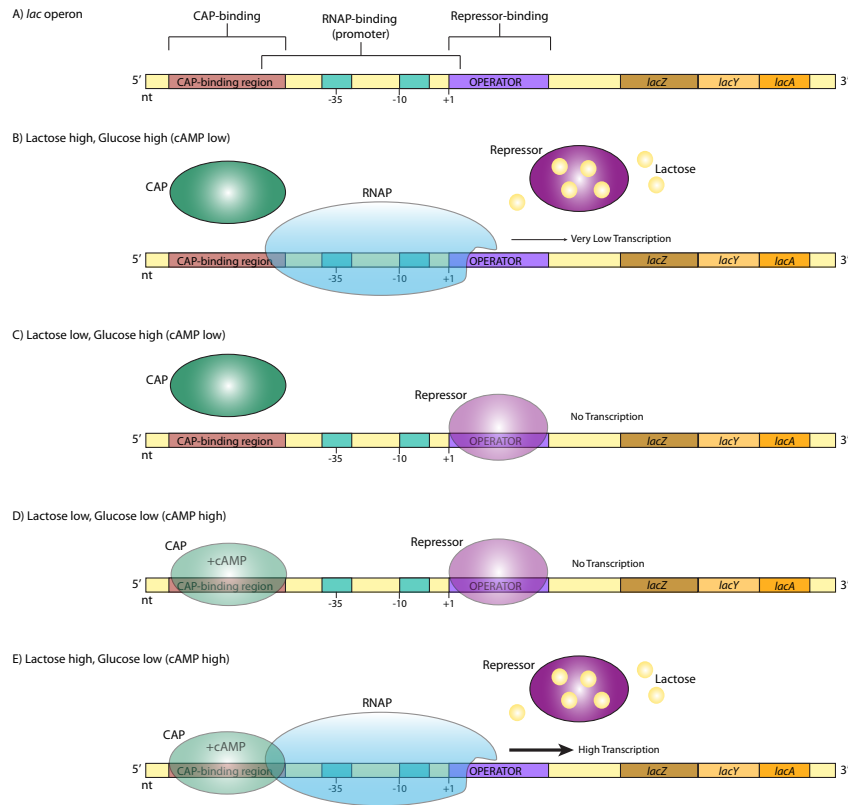 A) lac operon
CAP-binding
RNAP-binding
(promoter)
Repressor-binding
5′ CAP-binding region OPERATOR lacZ lacY lacA 3′
nt -35 -10 +1
B) Lactose high, Glucose high (cAMP low)
CAP
RNAP
Repressor
Lactose
Very Low Transcription
5′ CAP-binding region OPERATOR lacZ lacY lacA 3′
nt -35 -10 +1
C) Lactose low, Glucose high (cAMP low)
CAP
Repressor
No Transcription
5′ CAP-binding region OPERATOR lacZ lacY lacA 3′
nt -35 -10 +1
D) Lactose low, Glucose low (cAMP high)
CAP
+cAMP
Repressor
No Transcription
5′ CAP-binding region OPERATOR lacZ lacY lacA 3′
nt -35 -10 +1
E) Lactose high, Glucose low (cAMP high)
Repressor
Lactose
RNAP
CAP
+cAMP
High Transcription
5′ CAP-binding region OPERATOR lacZ lacY lacA 3′
nt -35 -10 +1